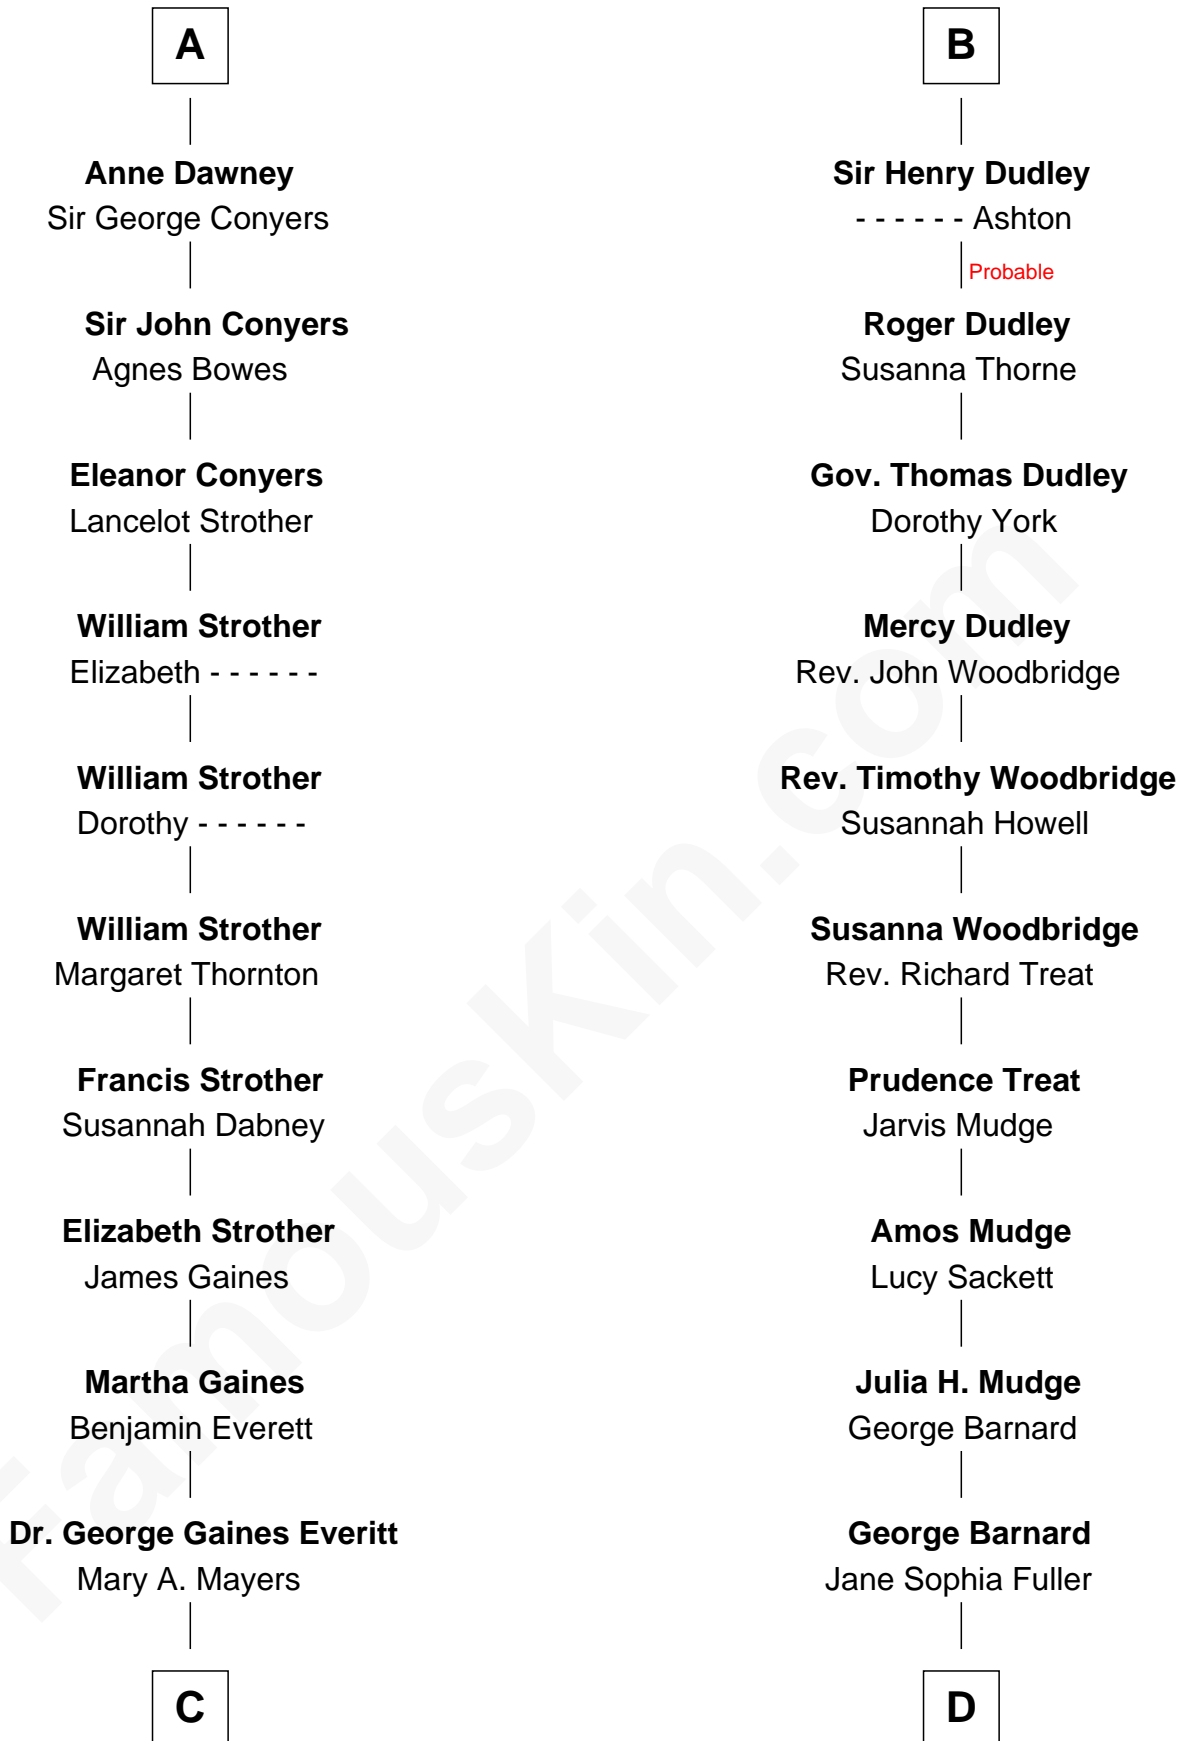 A
Anne Dawney
Sir George Conyers
Sir John Conyers
Agnes Bowes
Eleanor Conyers
Lancelot Strother
William Strother
Elizabeth - - - - - -
William Strother
Dorothy - - - - - -
William Strother
Margaret Thornton
Francis Strother
Susannah Dabney
Elizabeth Strother
James Gaines
Martha Gaines
Benjamin Everett
Dr. George Gaines Everitt
Mary A. Mayers
C
B
Sir Henry Dudley
- - - - - - Ashton
Probable
Roger Dudley
Susanna Thorne
Gov. Thomas Dudley
Dorothy York
Mercy Dudley
Rev. John Woodbridge
Rev. Timothy Woodbridge
Susannah Howell
Susanna Woodbridge
Rev. Richard Treat
Prudence Treat
Jarvis Mudge
Amos Mudge
Lucy Sackett
Julia H. Mudge
George Barnard
George Barnard
Jane Sophia Fuller
D
FamousKin.com